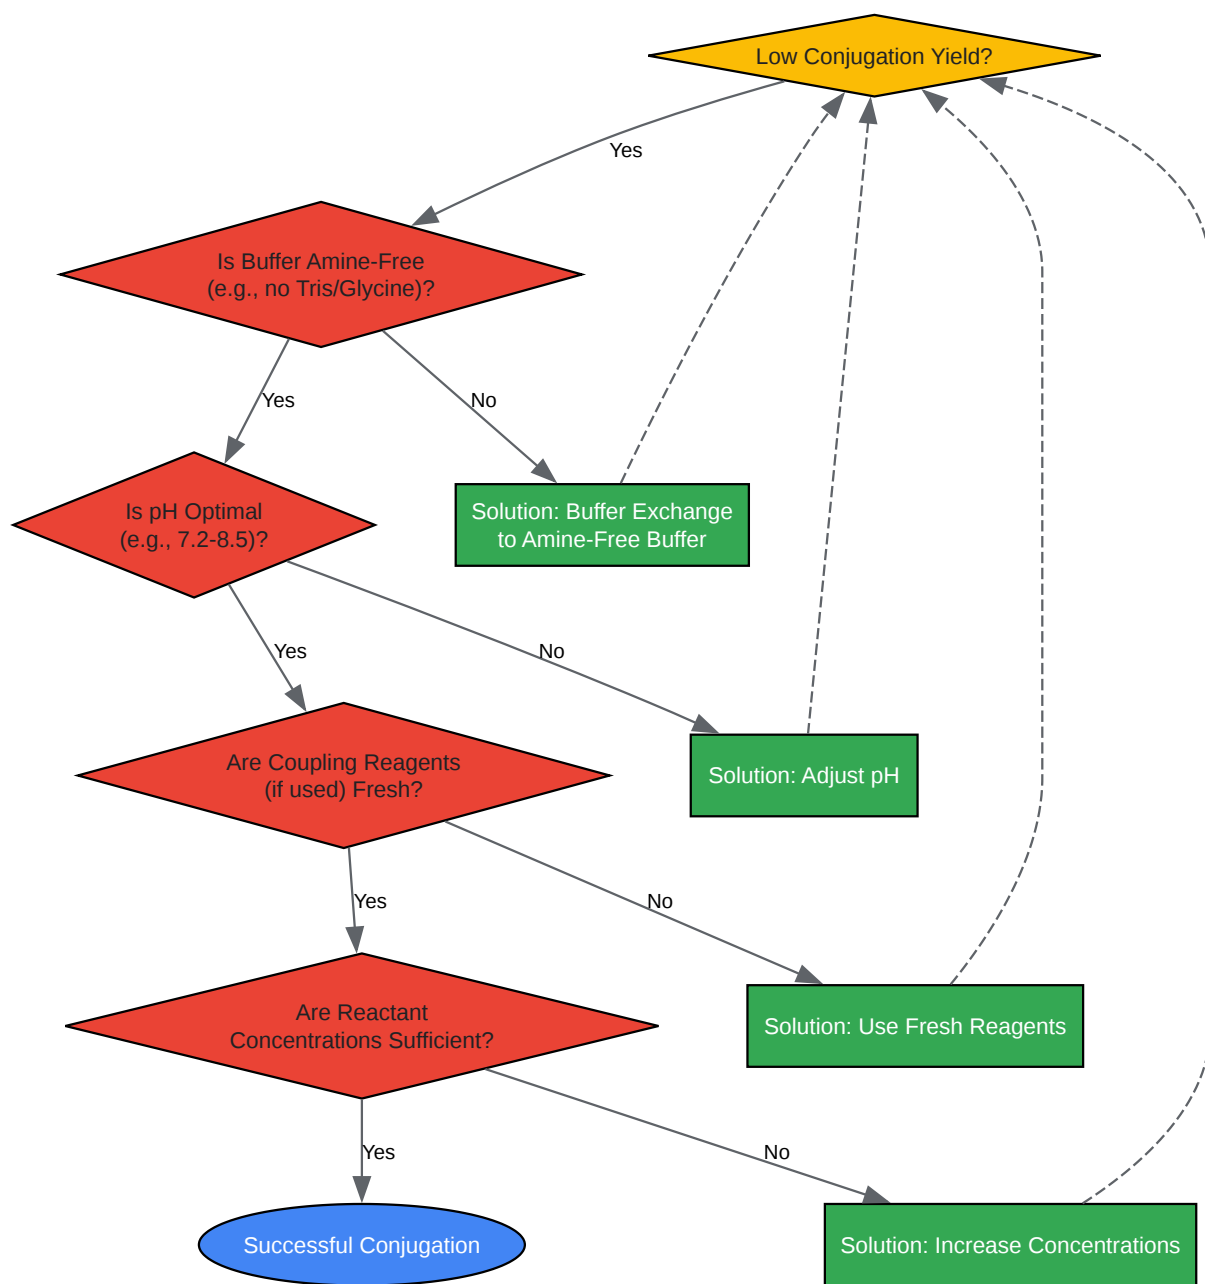 Low Conjugation Yield?
Yes
Is Buffer Amine-Free
(e.g., no Tris/Glycine)?
Yes
No
Is pH Optimal
(e.g., 7.2-8.5)?
Solution: Buffer Exchange
to Amine-Free Buffer
Yes
No
Are Coupling Reagents
(if used) Fresh?
Solution: Adjust pH
Yes
No
Are Reactant
Concentrations Sufficient?
Solution: Use Fresh Reagents
Yes
No
Successful Conjugation
Solution: Increase Concentrations